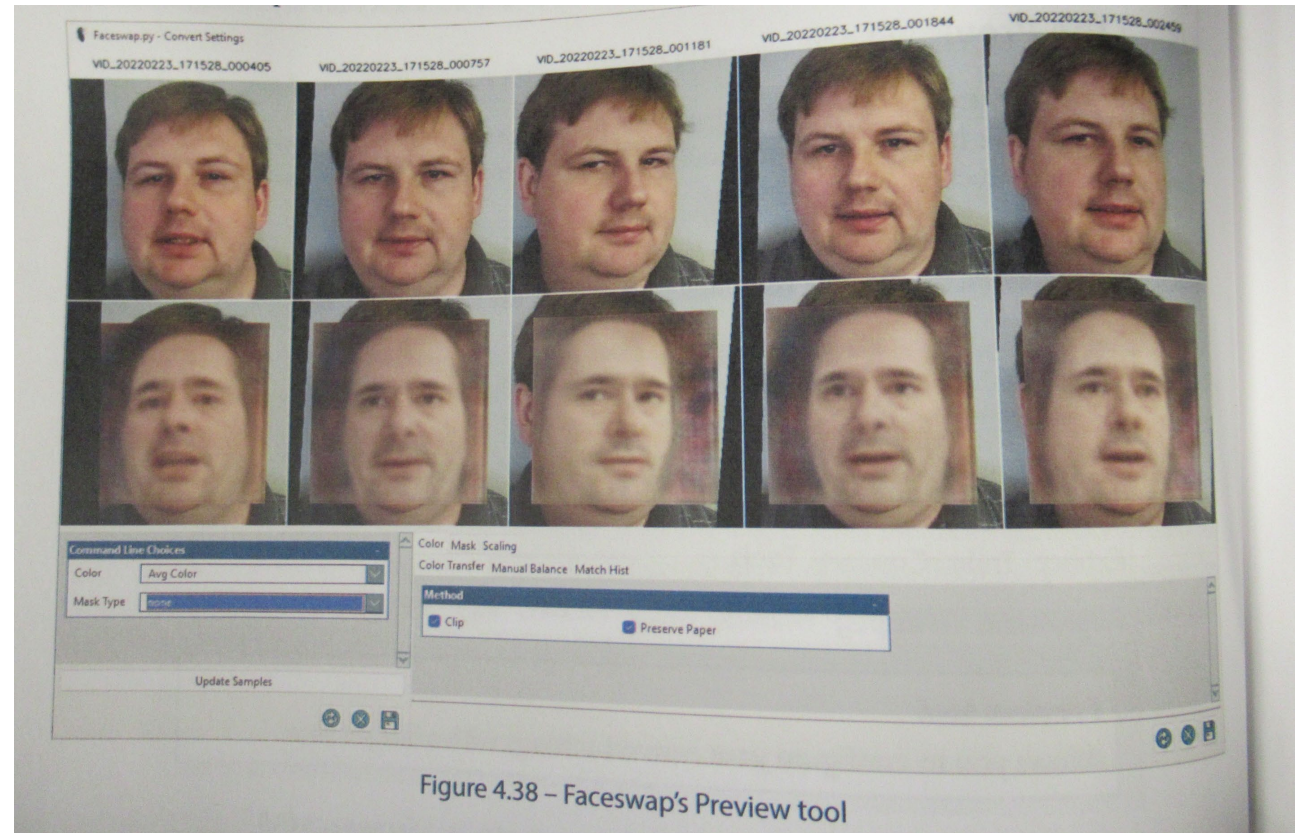 Faceswap.py - Convert Settings
VID_20220223_171528_000405
VID_20220223_171528_000757
VID_20220223_171528_001181
VID_20220223_171528_001844
VID_20220223_171528_002459
Command Line Choices
Color Avg Color
Mask Type none
Update Samples
Color Mask Scaling
Color Transfer Manual Balance Match Hist
Method
Clip Preserve Paper
Figure 4.38 – Faceswap's Preview tool